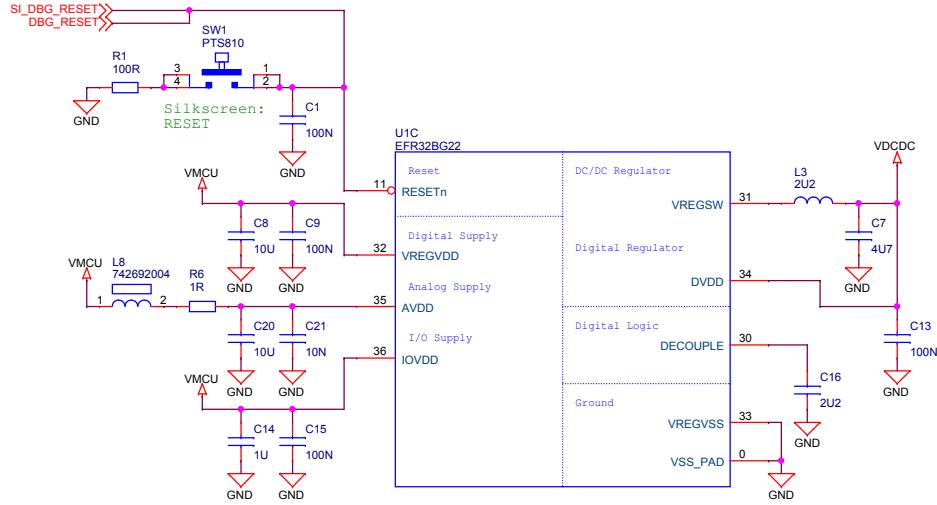 SI_DBG_RESET
DBG_RESET
SW1
PTS810
R1
100R
3
4
1
2
GND
Silkscreen:
RESET
C1
100N
GND
U1C
EFR32BG22
VDCDC
Reset
DC/DC Regulator
L3
2U2
VMCU
11
RESETn
31
VREGSW
C8
10U
C9
100N
C7
4U7
Digital Supply
Digital Regulator
32
VREGVDD
GND
GND
GND
VMCU
L8
742692004
1
2
R6
1R
Analog Supply
34
DVDD
35
AVDD
C20
10U
C21
10N
Digital Logic
C13
100N
I/O Supply
30
DECOUPLE
36
IOVDD
GND
GND
GND
VMCU
C16
2U2
Ground
C14
1U
C15
100N
33
VREGVSS
GND
0
VSS_PAD
GND
GND
GND